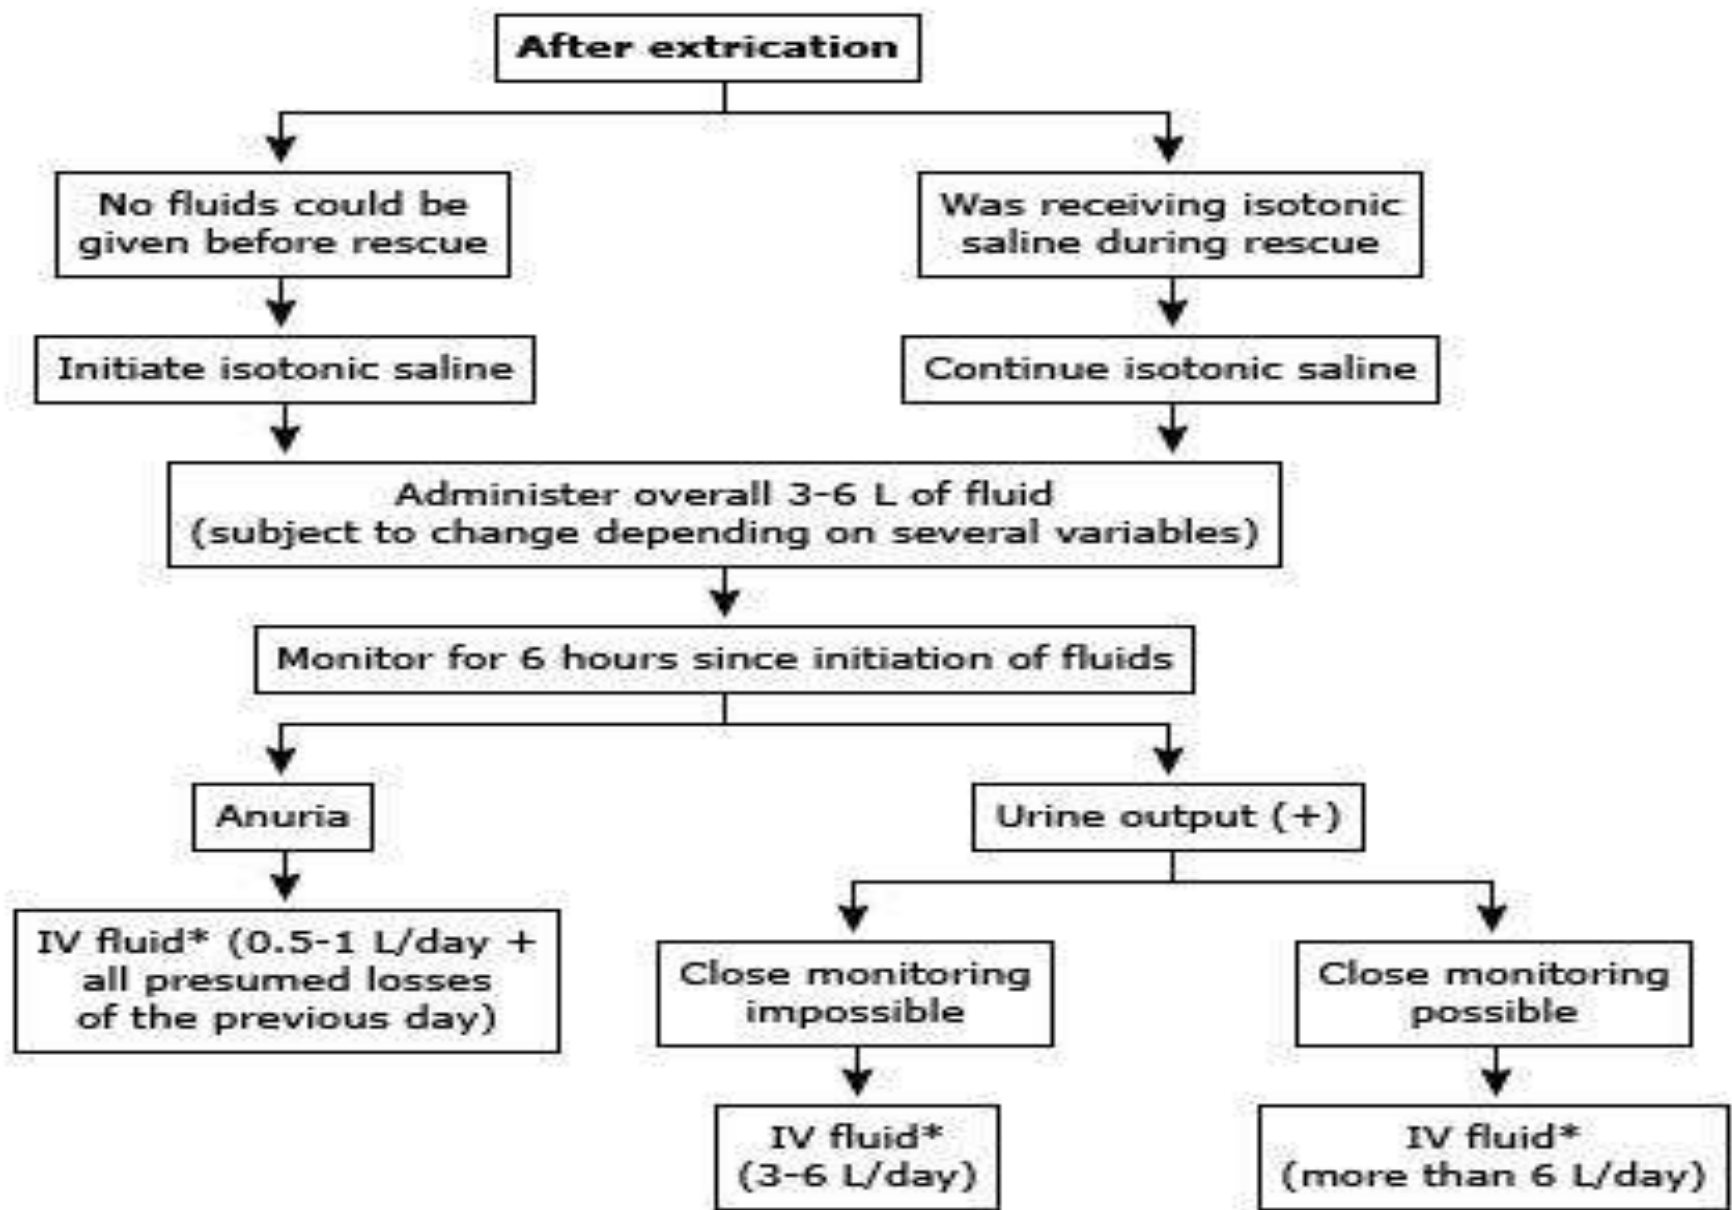 After extrication
No fluids could be
given before rescue
Was receiving isotonic
saline during rescue
Initiate isotonic saline
Continue isotonic saline
Administer overall 3-6 L of fluid
(subject to change depending on several variables)
Monitor for 6 hours since initiation of fluids
Anuria
Urine output (+)
IV fluid* (0.5-1 L/day +
all presumed losses
of the previous day)
Close monitoring
impossible
Close monitoring
possible
IV fluid*
(3-6 L/day)
IV fluid*
(more than 6 L/day)